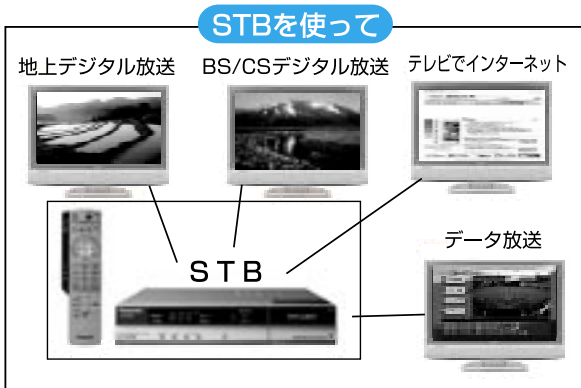 STBを使って
地上デジタル放送
BS/CSデジタル放送
テレビでインターネット
データ放送
STB